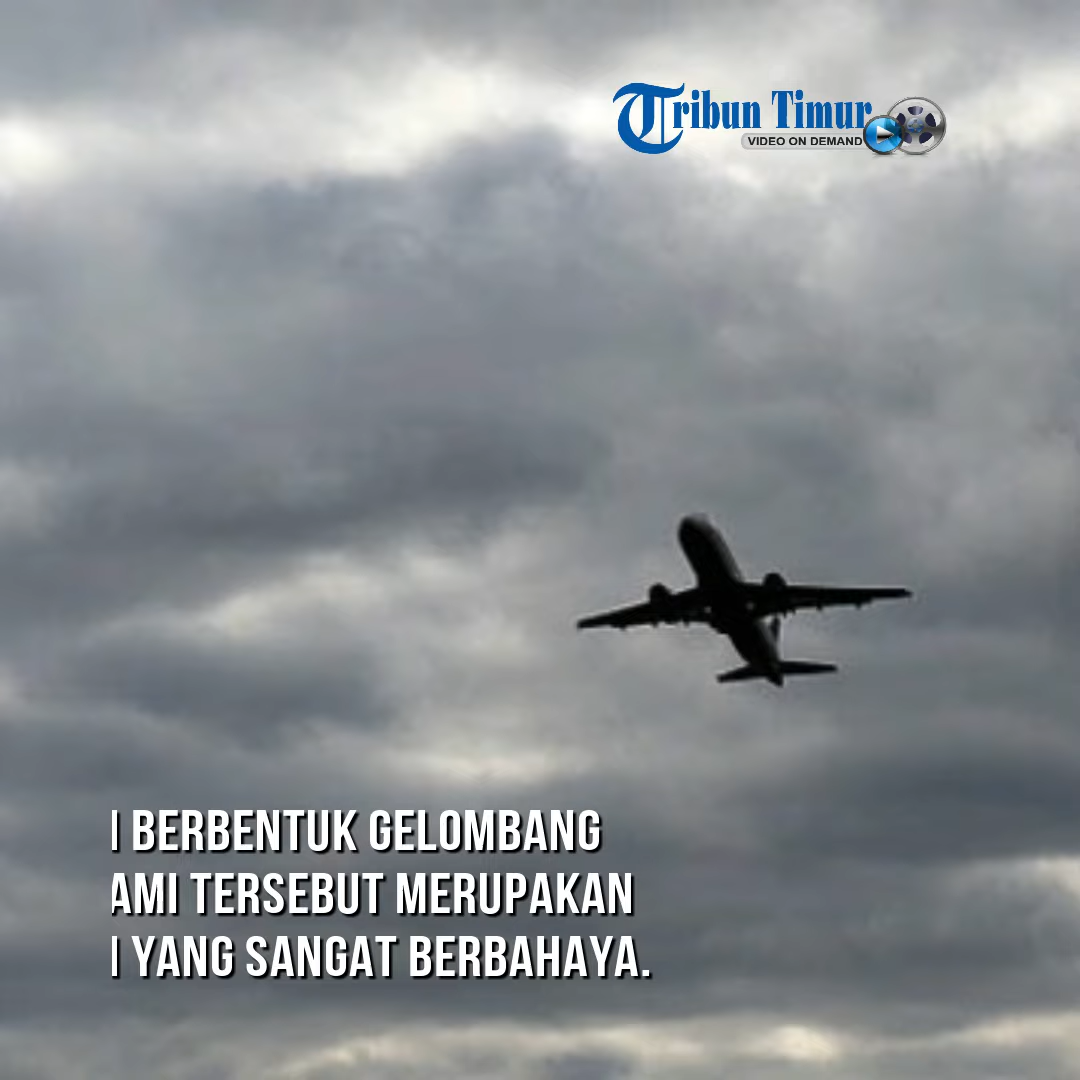 Tribun Timur
VIDEO ON DEMAND
I BERBENTUK GELOMBANG
AMI TERSEBUT MERUPAKAN
I YANG SANGAT BERBAHAYA.